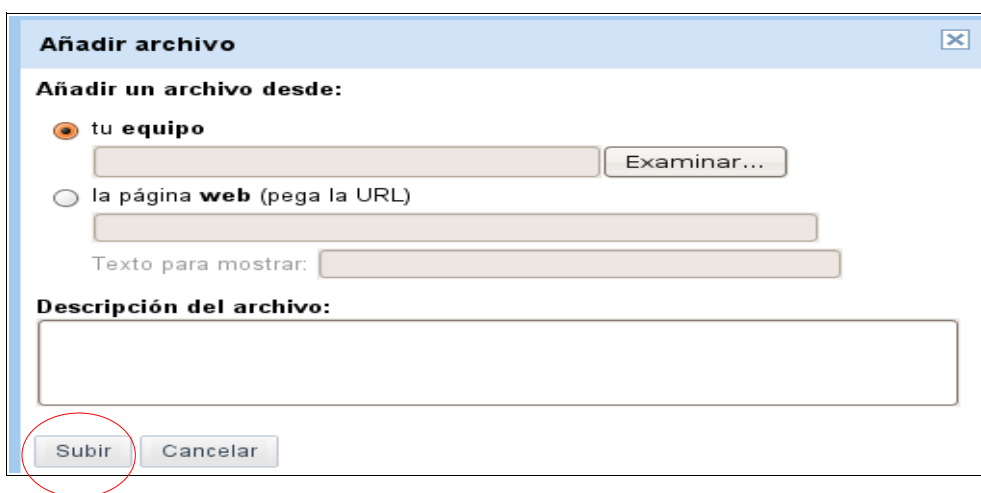 Añadir archivo
Añadir un archivo desde:
tu equipo
Examinar...
la página web (pega la URL)
Texto para mostrar:
Descripción del archivo:
Subir Cancelar